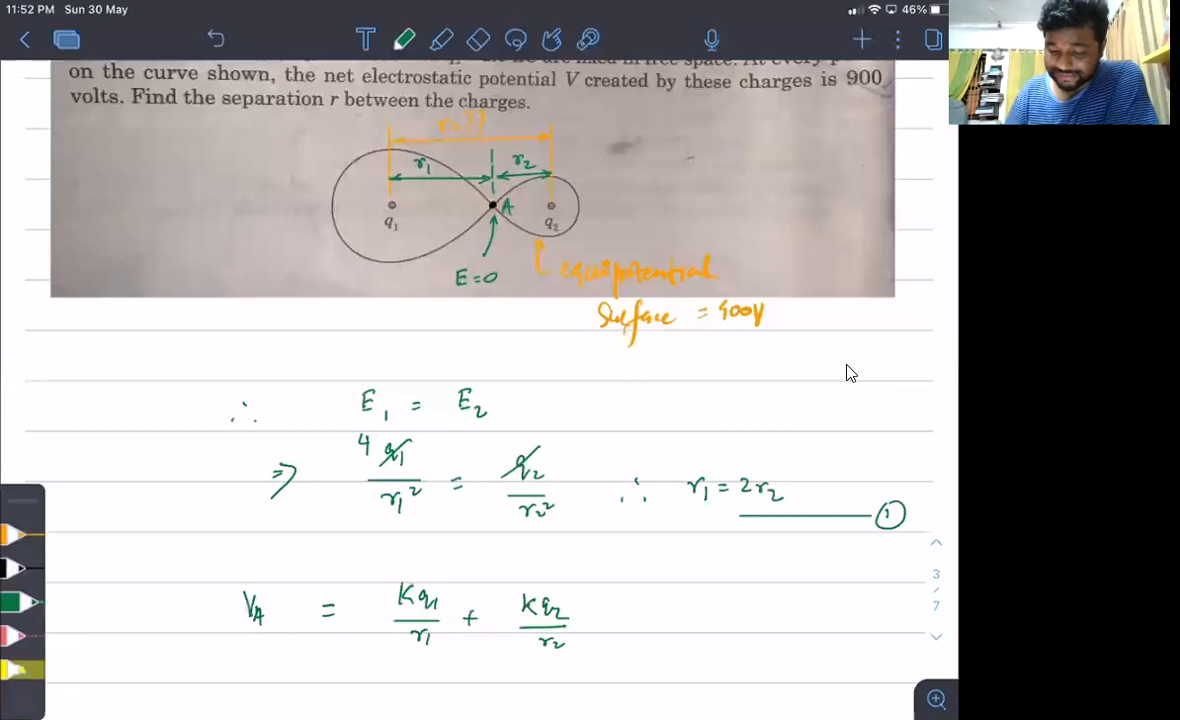 11:52 PM Sun 30 May
46%
on the curve shown, the net electrostatic potential V created by these charges is 900
volts. Find the separation r between the charges.
r = ??
r₁ r₂
A
q₁ q₂
E = 0
equipotential
surface = 900V
∴ E₁ = E₂
⇒ 4 q₁ / r₁² = q₂ / r₂² ∴ r₁ = 2r₂
①
V_A = Kq₁ / r₁ + Kq₂ / r₂
3
/
7